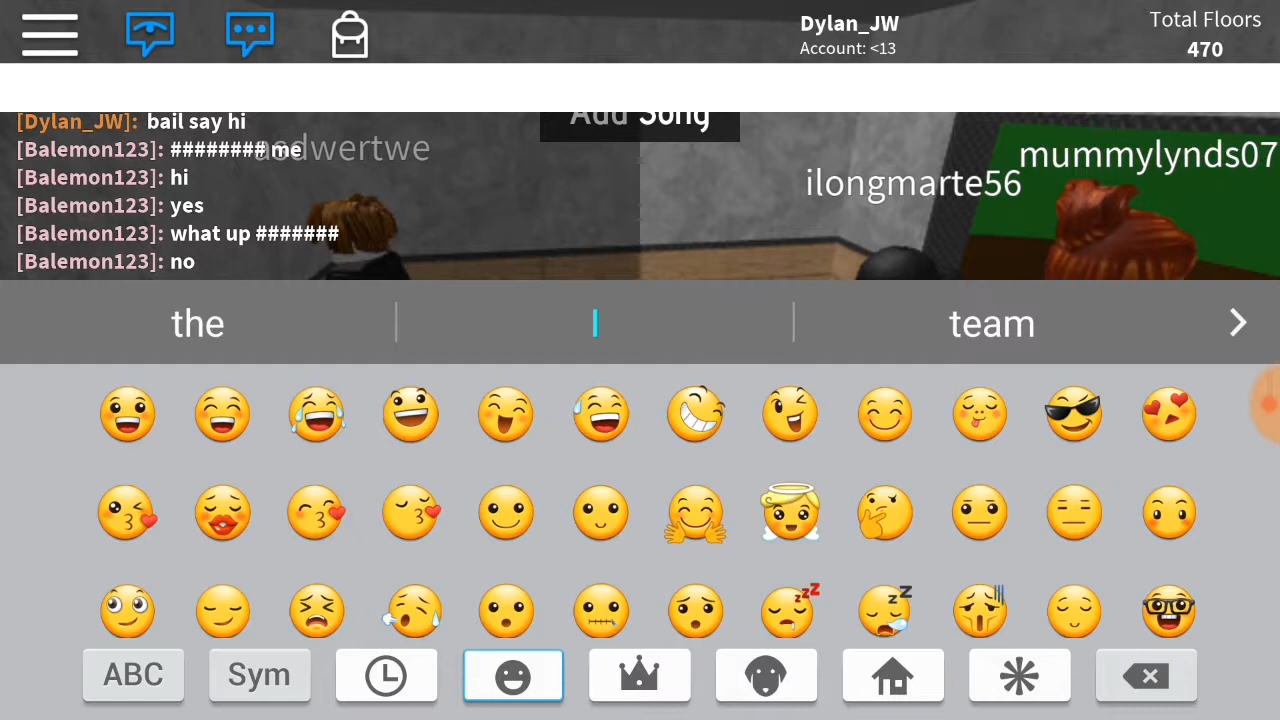 Dylan_JW
Account: <13
Total Floors
470
Add Song
[Dylan_JW]: bail say hi
[Balemon123]: ######## me
[Balemon123]: hi
[Balemon123]: yes
[Balemon123]: what up #######
[Balemon123]: no
ilongmarte56
mummylynds07
the
I
team
ABC
Sym